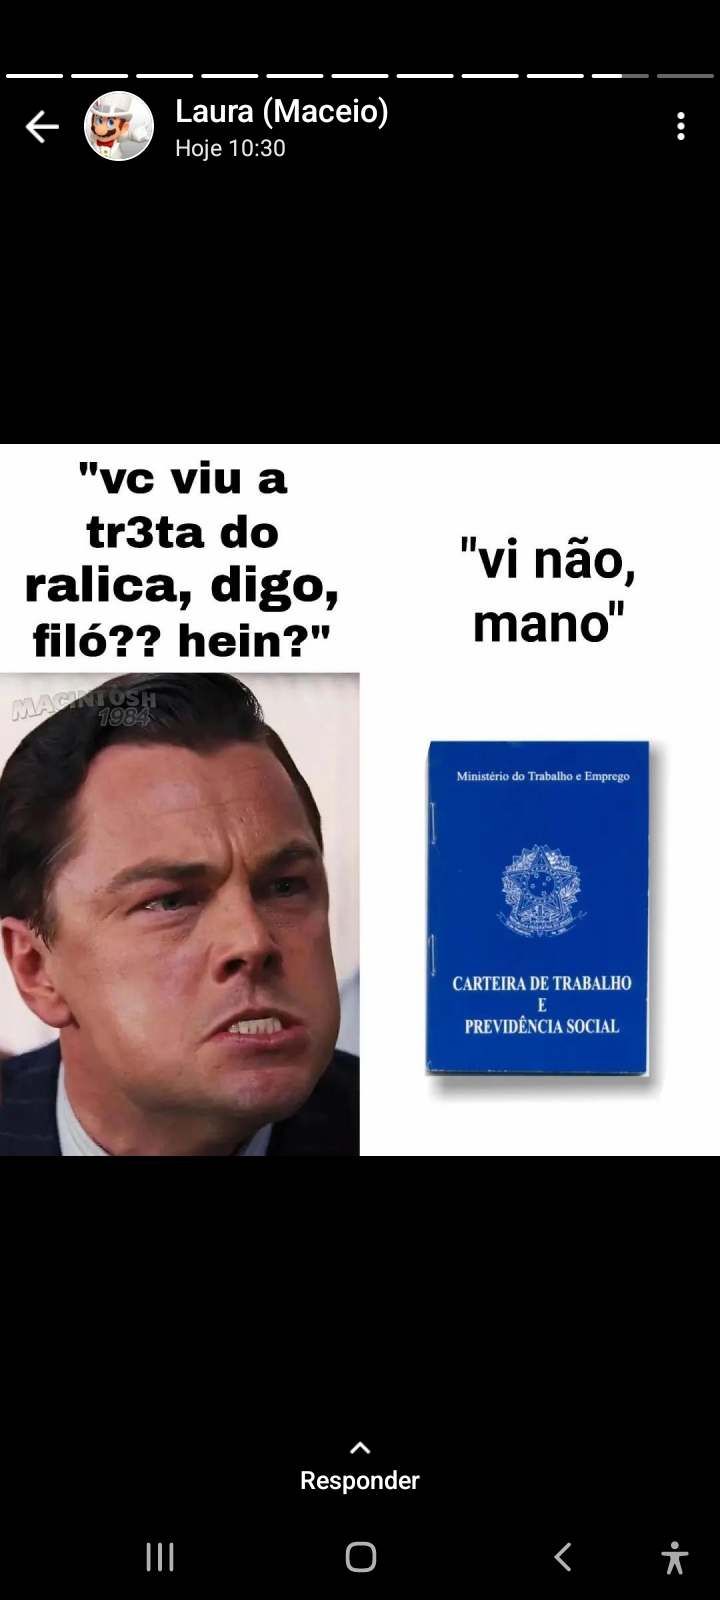 Laura (Maceio)
Hoje 10:30
"vc viu a
tr3ta do
ralica, digo,
filó?? hein?"
"vi não,
mano"
MACINTOSH
1984
Ministério do Trabalho e Emprego
CARTEIRA DE TRABALHO
E
PREVIDÊNCIA SOCIAL
Responder